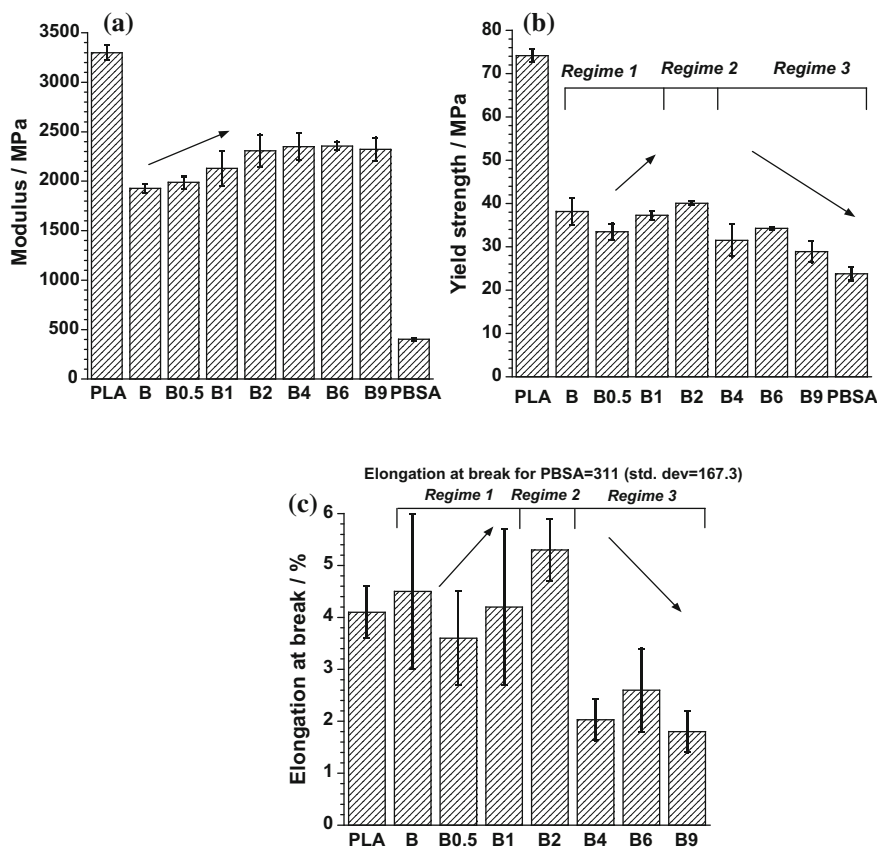 (a)
Modulus / MPa
3500
3000
2500
2000
1500
1000
500
0
PLA B B0.5 B1 B2 B4 B6 B9 PBSA
(b)
Yield strength / MPa
80
70
60
50
40
30
20
10
0
Regime 1 Regime 2 Regime 3
PLA B B0.5 B1 B2 B4 B6 B9 PBSA
Elongation at break for PBSA=311 (std. dev=167.3)
(c) Regime 1 Regime 2 Regime 3
Elongation at break / %
6
5
4
3
2
1
0
PLA B B0.5 B1 B2 B4 B6 B9